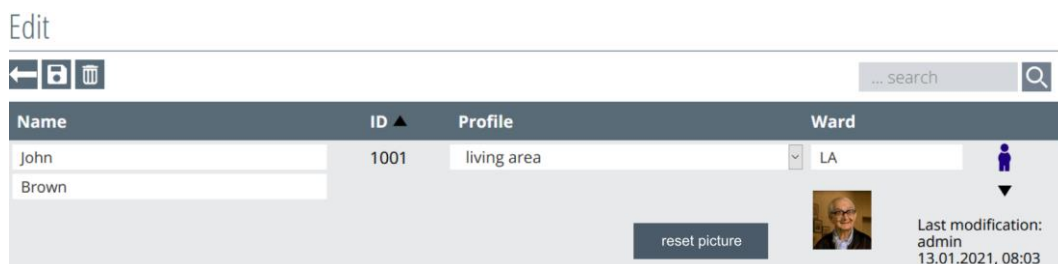 Edit
... search
Name ID Profile Ward
John 1001 living area LA
Brown
reset picture
Last modification:
admin
13.01.2021, 08:03